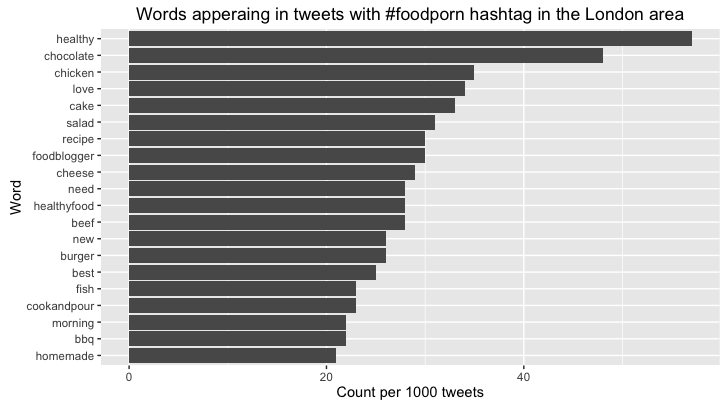 Words apperaing in tweets with #foodporn hashtag in the London area
healthy
chocolate
chicken
love
cake
salad
recipe
foodblogger
cheese
need
healthyfood
beef
new
burger
best
fish
cookandpour
morning
bbq
homemade
Word
0 20 40
Count per 1000 tweets